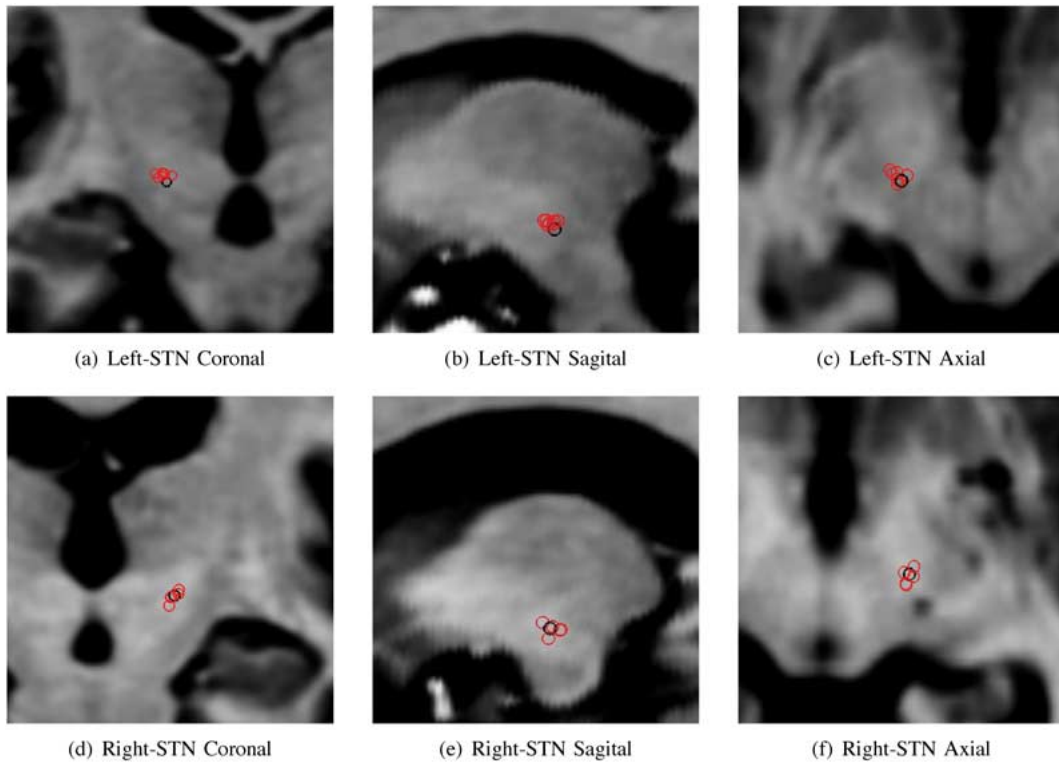 (a) Left-STN Coronal
(b) Left-STN Sagital
(c) Left-STN Axial
(d) Right-STN Coronal
(e) Right-STN Sagital
(f) Right-STN Axial